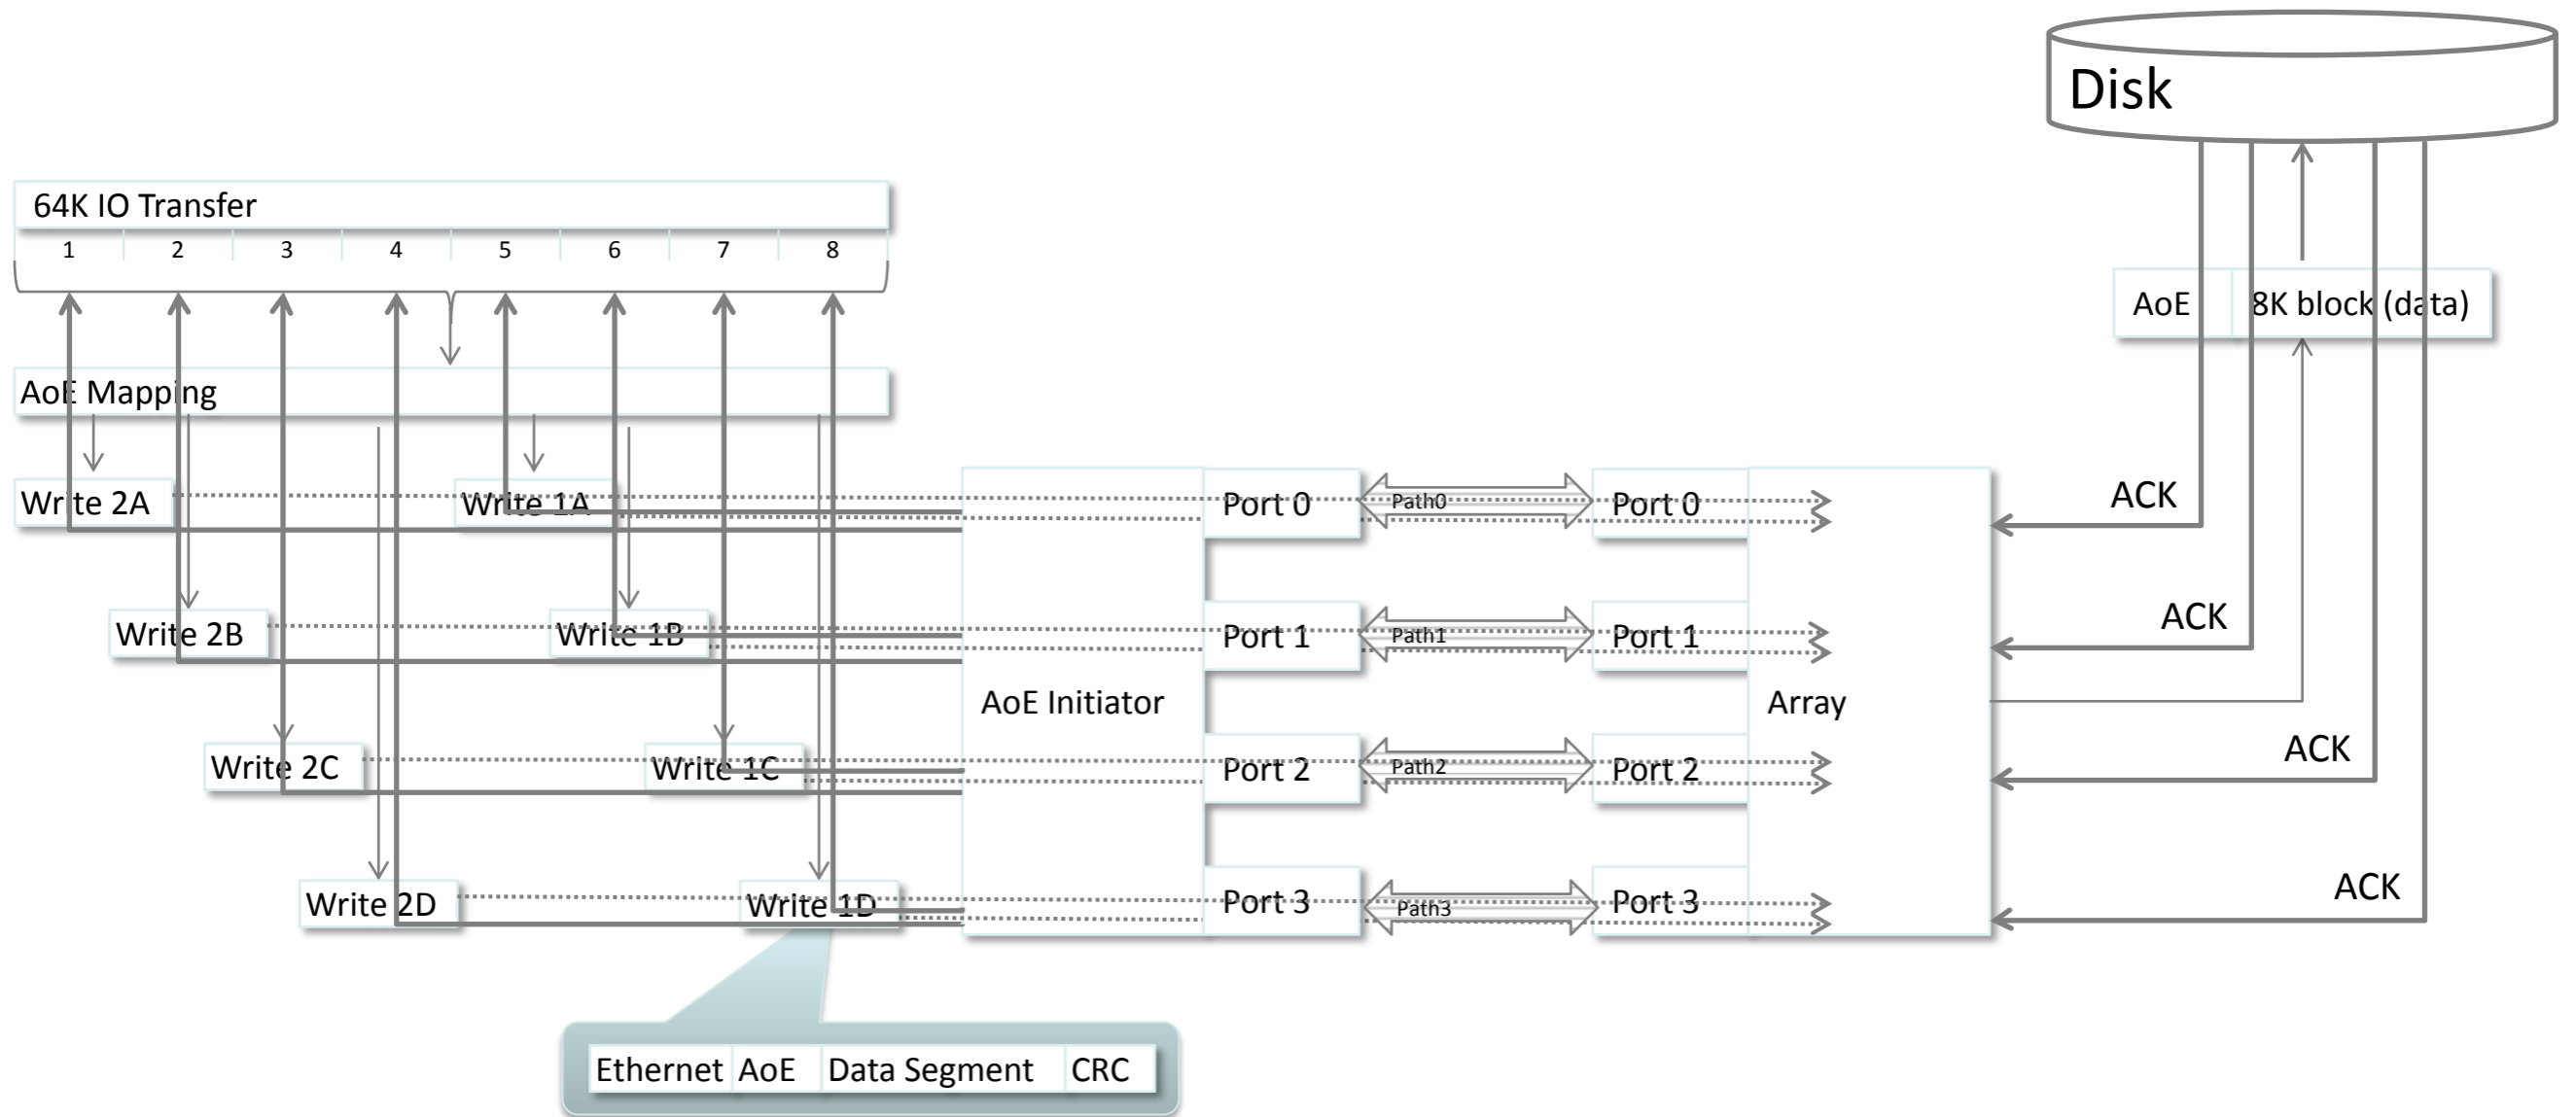 Disk
64K IO Transfer
1 2 3 4 5 6 7 8
AoE 8K block (data)
AoE Mapping
Write 2A Write 1A Port 0 Path0 Port 0 ACK
Write 2B Write 1B Port 1 Path1 Port 1 ACK
AoE Initiator Array
Write 2C Write 1C Port 2 Path2 Port 2 ACK
Write 2D Write 1D Port 3 Path3 Port 3 ACK
Ethernet AoE Data Segment CRC